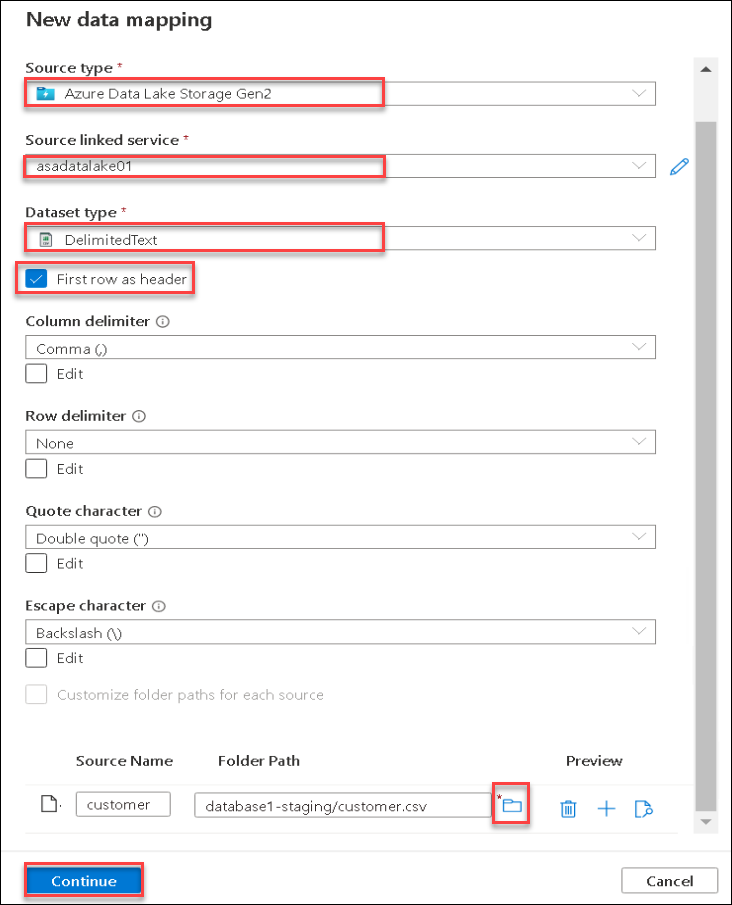 New data mapping
Source type *
Azure Data Lake Storage Gen2
Source linked service *
asadatalake01
Dataset type *
DelimitedText
First row as header
Column delimiter
Comma (,)
Edit
Row delimiter
None
Edit
Quote character
Double quote (")
Edit
Escape character
Backslash (\)
Edit
Customize folder paths for each source
Source Name Folder Path Preview
customer database1-staging/customer.csv *
Continue Cancel